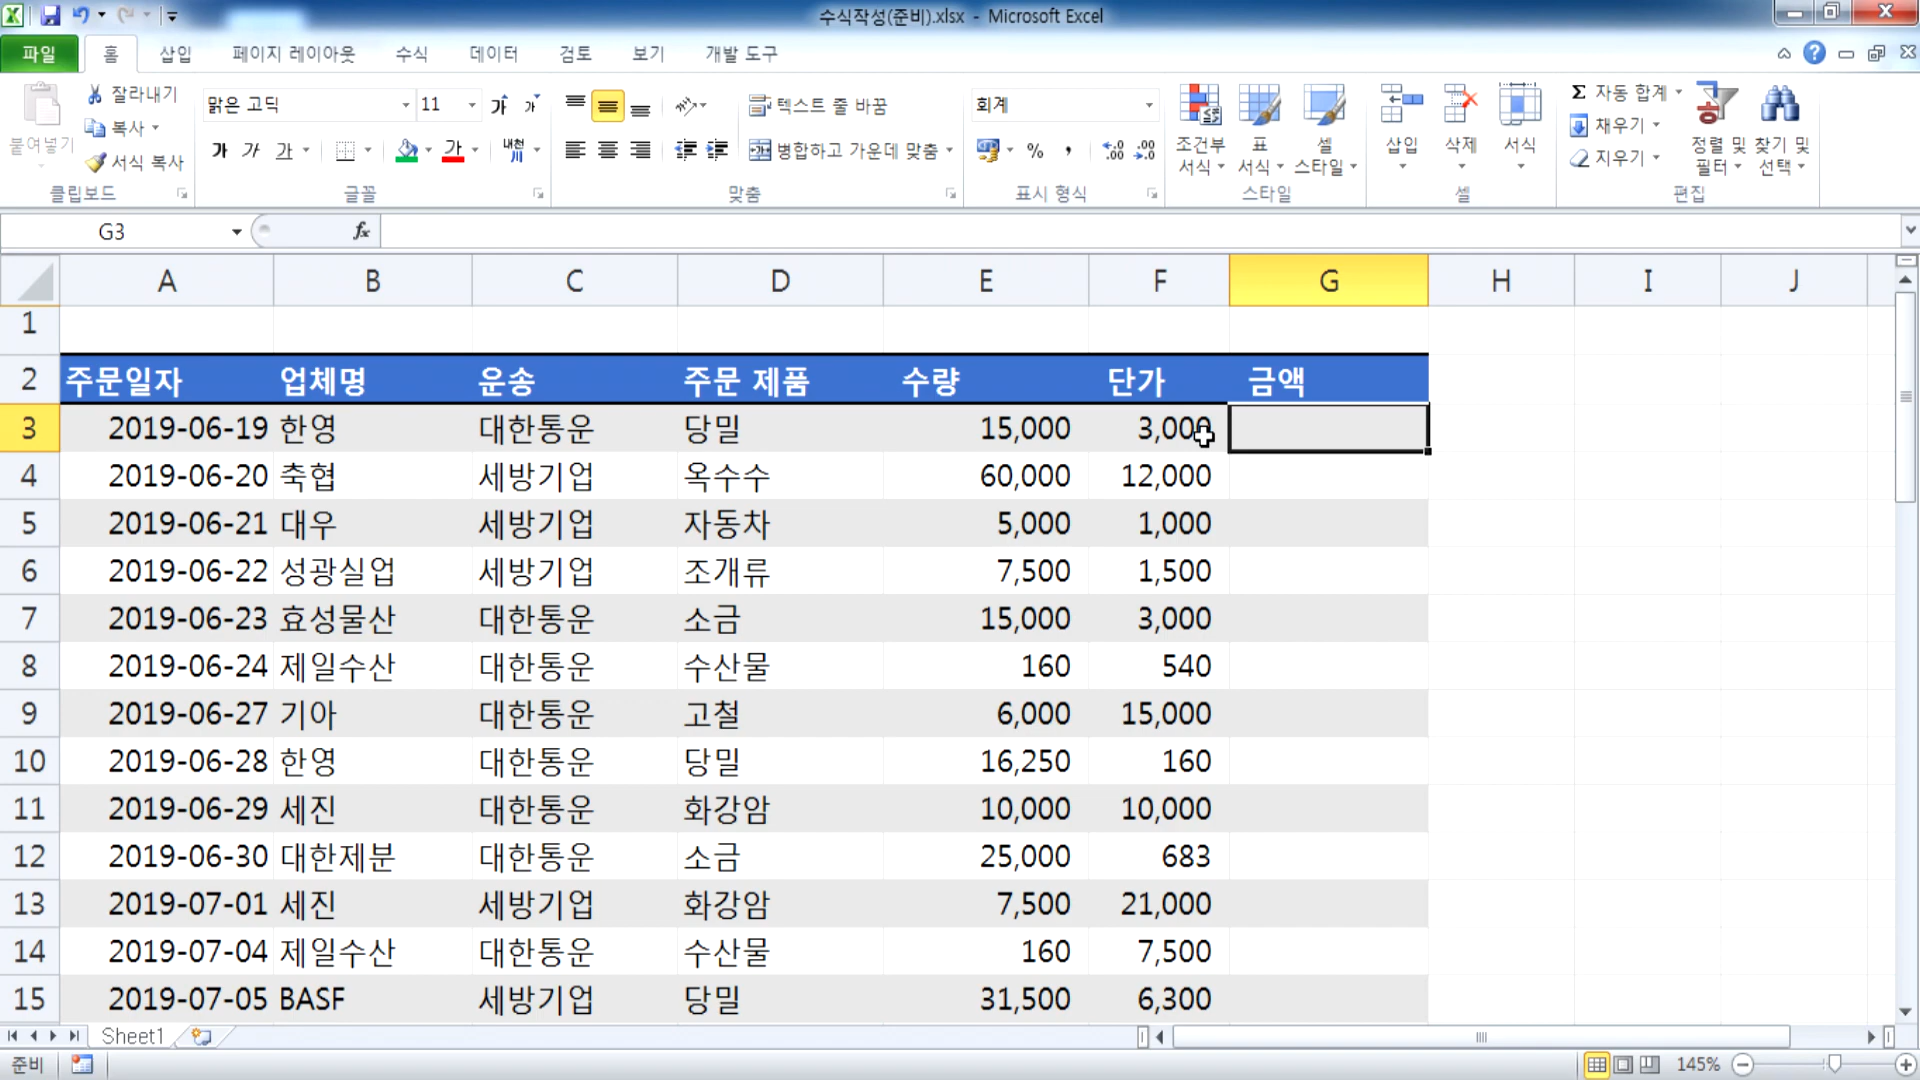 수식작성(준비).xlsx - Microsoft Excel
파일 홈 삽입 페이지 레이아웃 수식 데이터 검토 보기 개발 도구
붙여넣기 잘라내기 복사 서식 복사 클립보드
맑은 고딕 11 가 가 가 가 가 가 내천 川 글꼴
텍스트 줄 바꿈 병합하고 가운데 맞춤 맞춤
회계 % , .00 .00 표시 형식
조건부 서식 표 서식 셀 스타일 스타일
삽입 삭제 서식 셀
Σ 자동 합계 채우기 지우기 정렬 및 필터 찾기 및 선택 편집
G3 fx
A B C D E F G H I J
1
2 주문일자 업체명 운송 주문 제품 수량 단가 금액
3 2019-06-19 한영 대한통운 당밀 15,000 3,000
4 2019-06-20 축협 세방기업 옥수수 60,000 12,000
5 2019-06-21 대우 세방기업 자동차 5,000 1,000
6 2019-06-22 성광실업 세방기업 조개류 7,500 1,500
7 2019-06-23 효성물산 대한통운 소금 15,000 3,000
8 2019-06-24 제일수산 대한통운 수산물 160 540
9 2019-06-27 기아 대한통운 고철 6,000 15,000
10 2019-06-28 한영 대한통운 당밀 16,250 160
11 2019-06-29 세진 대한통운 화강암 10,000 10,000
12 2019-06-30 대한제분 대한통운 소금 25,000 683
13 2019-07-01 세진 세방기업 화강암 7,500 21,000
14 2019-07-04 제일수산 대한통운 수산물 160 7,500
15 2019-07-05 BASF 세방기업 당밀 31,500 6,300
Sheet1
준비 145%